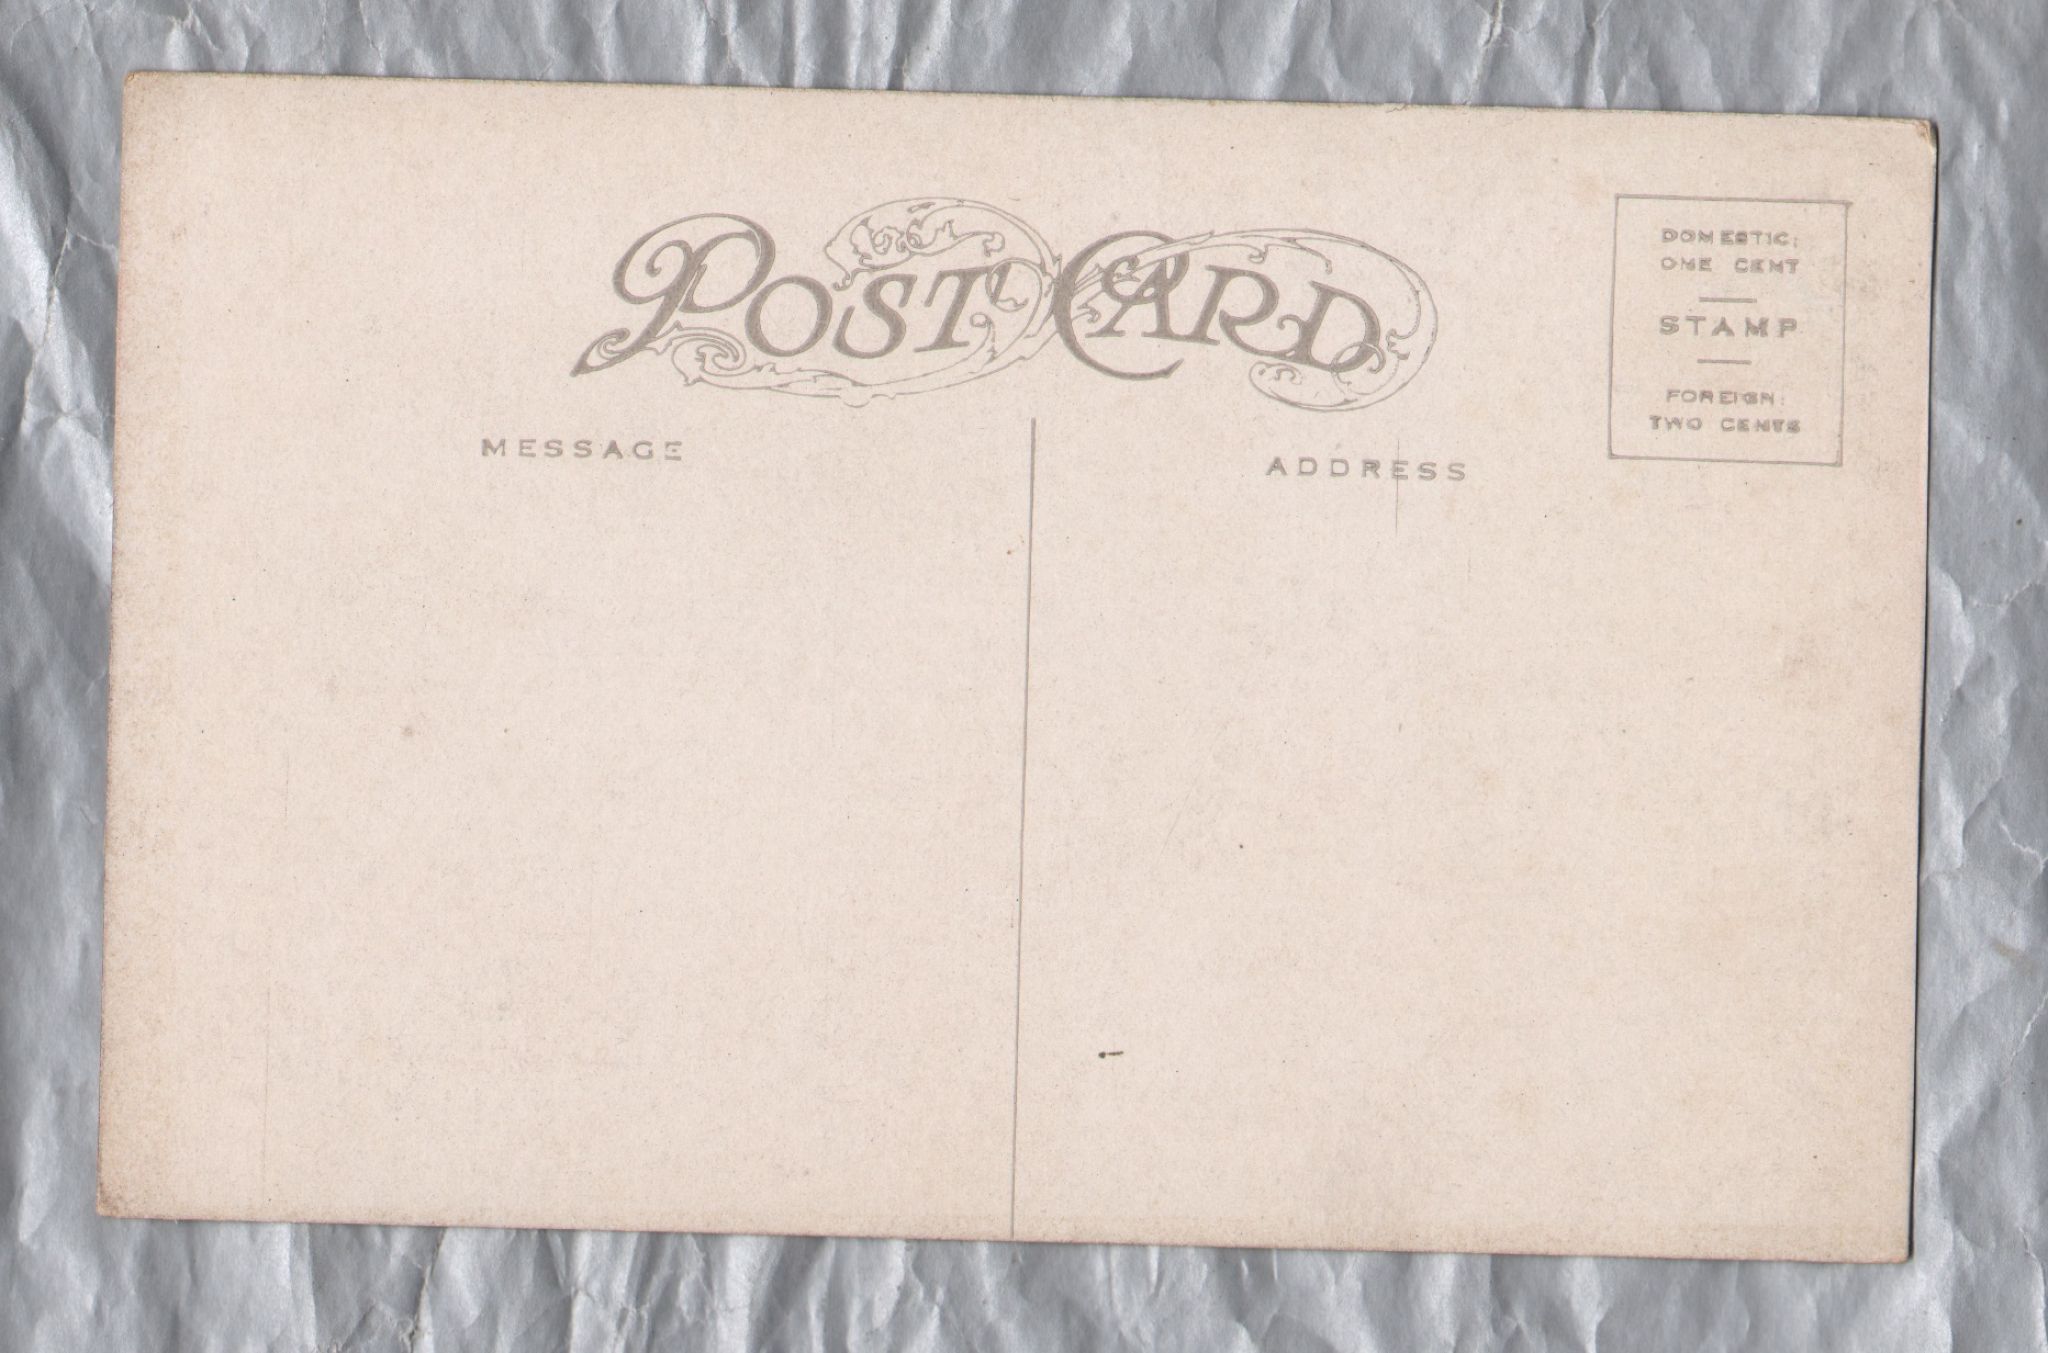 POST CARD
DOMESTIC:
ONE CENT
STAMP
FOREIGN:
TWO CENTS
MESSAGE
ADDRESS